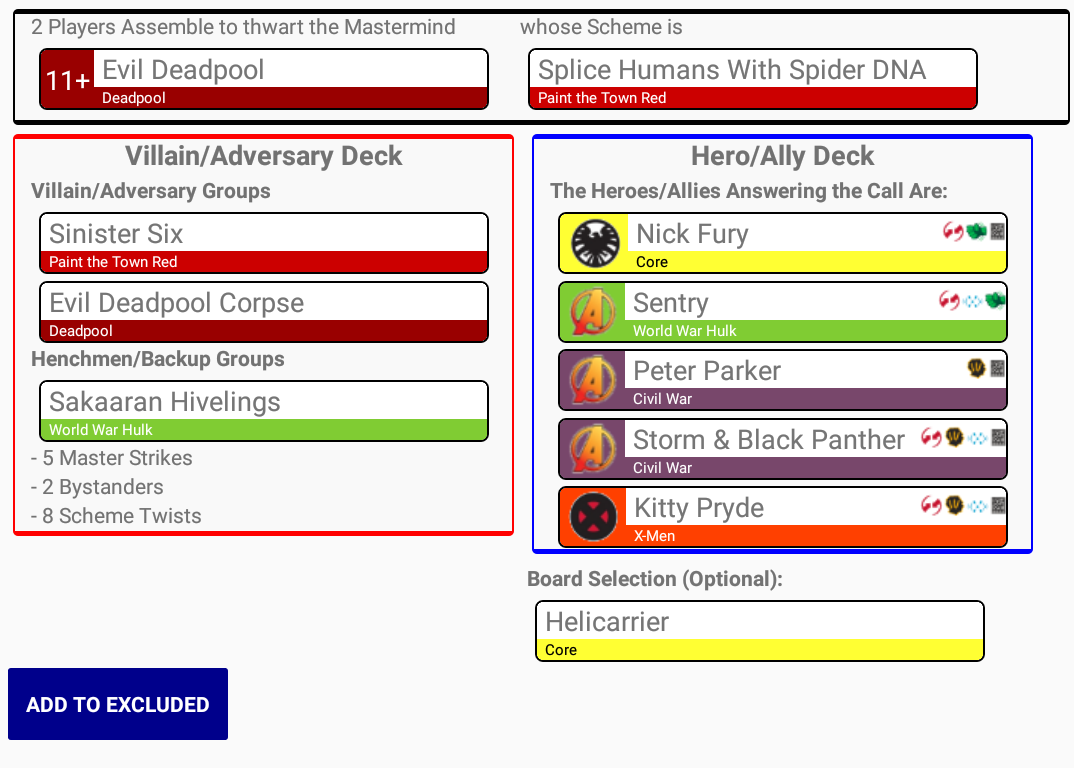 2 Players Assemble to thwart the Mastermind
whose Scheme is
11+
Evil Deadpool
Deadpool
Splice Humans With Spider DNA
Paint the Town Red
Villain/Adversary Deck
Villain/Adversary Groups
Sinister Six
Paint the Town Red
Evil Deadpool Corpse
Deadpool
Henchmen/Backup Groups
Sakaaran Hivelings
World War Hulk
- 5 Master Strikes
- 2 Bystanders
- 8 Scheme Twists
Hero/Ally Deck
The Heroes/Allies Answering the Call Are:
Nick Fury
Core
Sentry
World War Hulk
Peter Parker
Civil War
Storm & Black Panther
Civil War
Kitty Pryde
X-Men
Board Selection (Optional):
Helicarrier
Core
ADD TO EXCLUDED